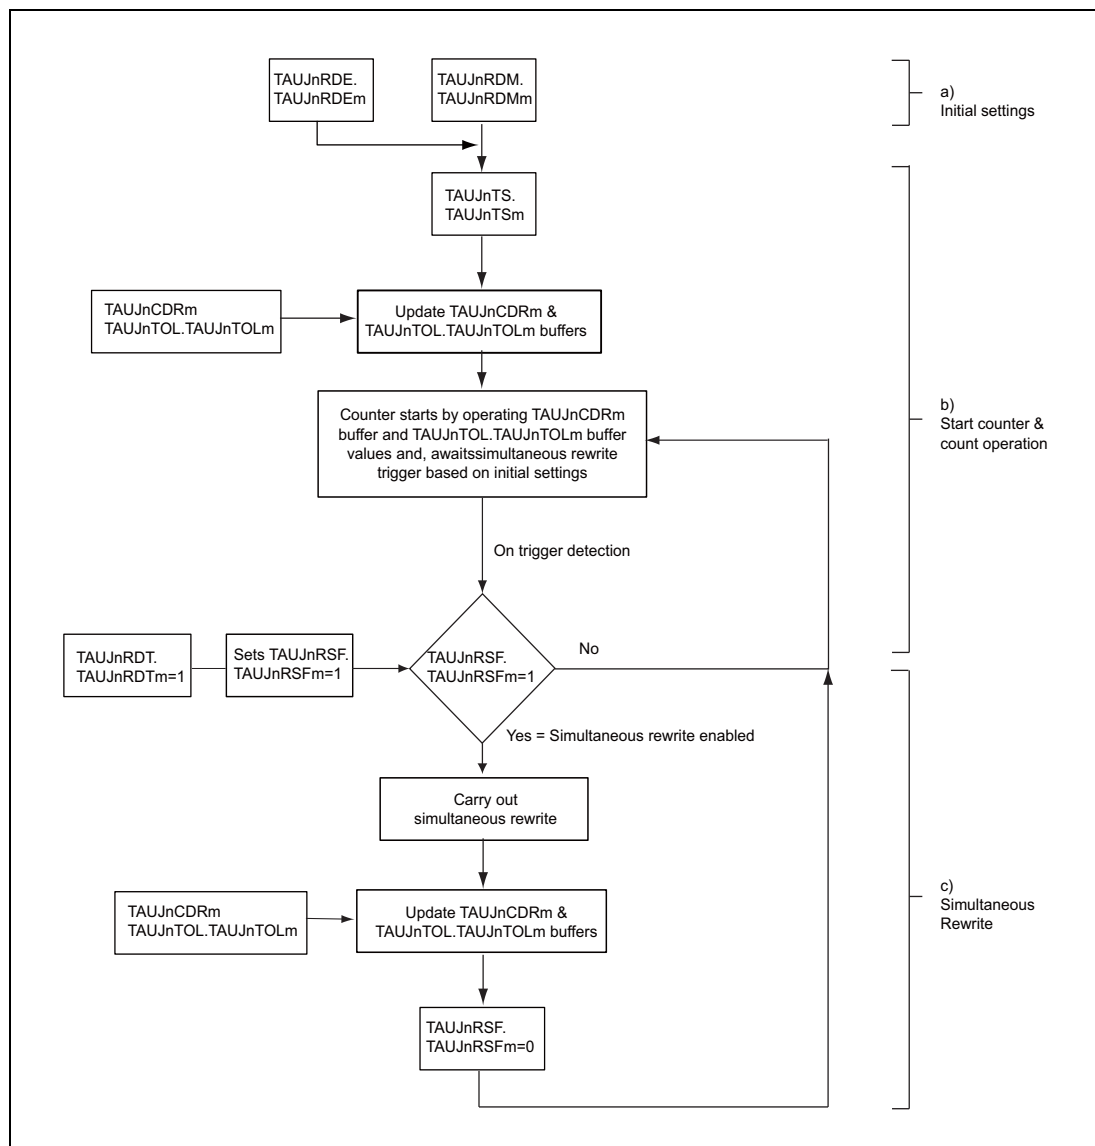 TAUJnRDE.
TAUJnRDEm
TAUJnRDM.
TAUJnRDMm
a)
Initial settings
TAUJnTS.
TAUJnTSm
TAUJnCDRm
TAUJnTOL.TAUJnTOLm
Update TAUJnCDRm &
TAUJnTOL.TAUJnTOLm buffers
Counter starts by operating TAUJnCDRm
buffer and TAUJnTOL.TAUJnTOLm buffer
values and, awaitssimultaneous rewrite
trigger based on initial settings
b)
Start counter &
count operation
On trigger detection
TAUJnRDT.
TAUJnRDTm=1
Sets TAUJnRSF.
TAUJnRSFm=1
TAUJnRSF.
TAUJnRSFm=1
No
Yes = Simultaneous rewrite enabled
Carry out
simultaneous rewrite
TAUJnCDRm
TAUJnTOL.TAUJnTOLm
Update TAUJnCDRm &
TAUJnTOL.TAUJnTOLm buffers
c)
Simultaneous
Rewrite
TAUJnRSF.
TAUJnRSFm=0